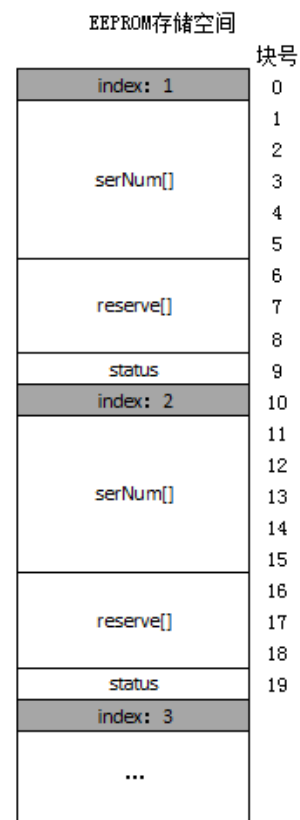 EEPROM存储空间
块号
index: 1
0
1
2
serNum[]
3
4
5
6
reserve[]
7
8
status
9
index: 2
10
11
12
serNum[]
13
14
15
16
reserve[]
17
18
status
19
index: 3
...